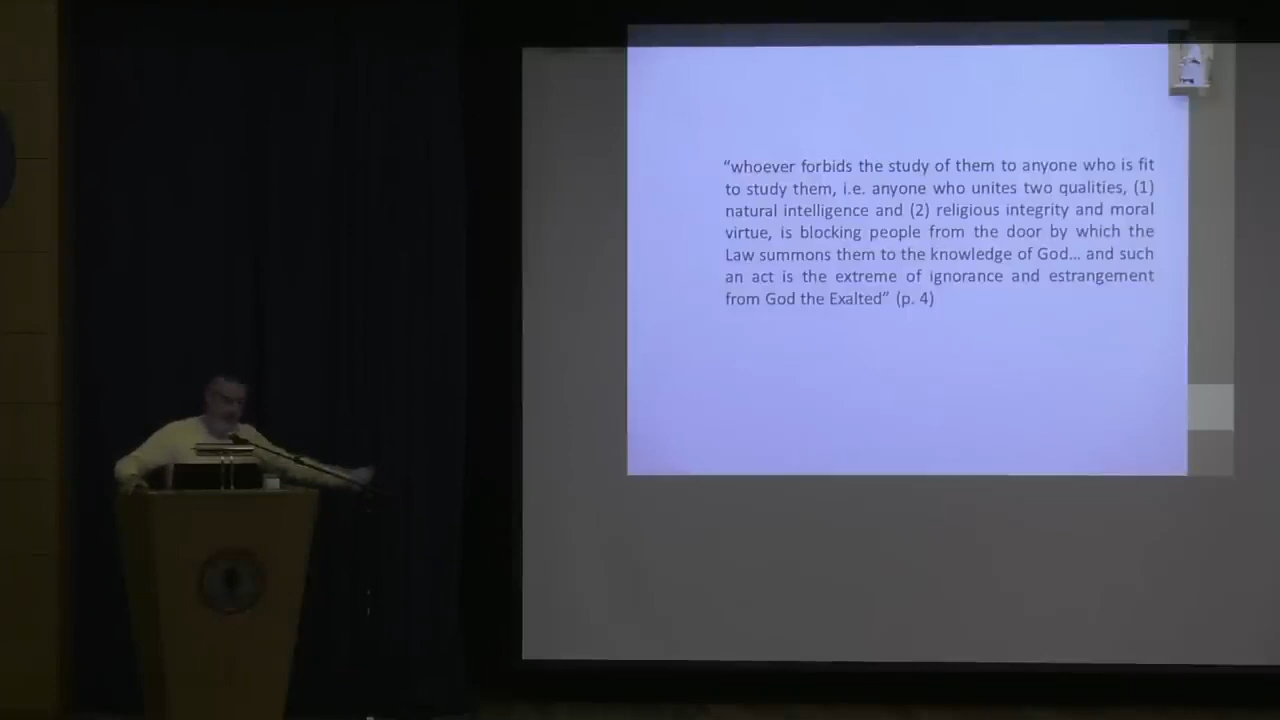 “whoever forbids the study of them to anyone who is fit
to study them, i.e. anyone who unites two qualities, (1)
natural intelligence and (2) religious integrity and moral
virtue, is blocking people from the door by which the
Law summons them to the knowledge of God... and such
an act is the extreme of ignorance and estrangement
from God the Exalted” (p. 4)